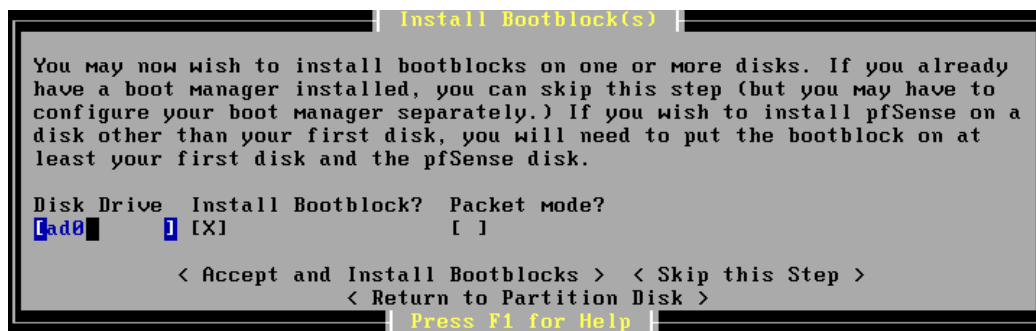 Install Bootblock(s)
You may now wish to install bootblocks on one or more disks. If you already
have a boot manager installed, you can skip this step (but you may have to
configure your boot manager separately.) If you wish to install pfSense on a
disk other than your first disk, you will need to put the bootblock on at
least your first disk and the pfSense disk.
Disk Drive Install Bootblock? Packet mode?
[ad0 ] [X] [ ]
< Accept and Install Bootblocks > < Skip this Step >
< Return to Partition Disk >
Press F1 for Help